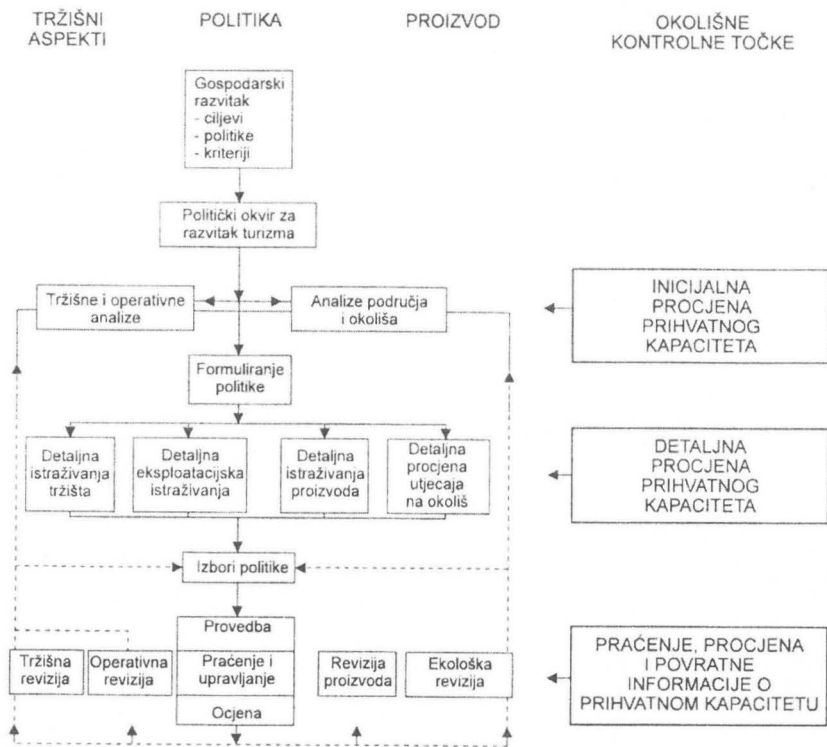 TRŽIŠNI
ASPEKTI
POLITIKA
PROIZVOD
OKOLIŠNE
KONTROLNE TOČKE
Gospodarski
razvitak
- ciljevi
- politike
- kriteriji
Politički okvir za
razvitak turizma
Tržišne i operativne
analize
Analize područja
i okoliša
INICIJALNA
PROCJENA
PRIHVATNOG
KAPACITETA
Formuliranje
politike
Detaljna
istraživanja
tržišta
Detaljna
eksploatacijska
istraživanja
Detaljna
istraživanja
proizvoda
Detaljna
procjena
utjecaja
na okoliš
DETALJNA
PROCJENA
PRIHVATNOG
KAPACITETA
Izbori politike
Provedba
Tržišna
revizija
Operativna
revizija
Praćenje i
upravljanje
Revizija
proizvoda
Ekološka
revizija
Ocjena
PRAĆENJE, PROCJENA
I POVRATNE
INFORMACIJE O
PRIHVATNOM KAPACITETU